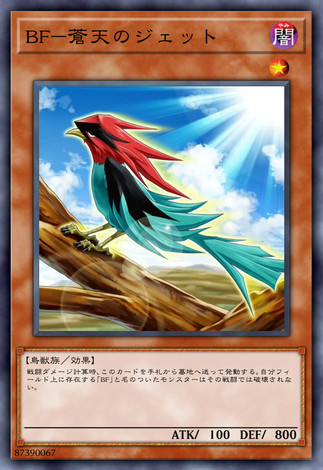 BF－蒼天のジェット
やみ
闇
【鳥獣族／効果】
戦闘ダメージ計算時、このカードを手札から墓地へ送って発動する。自分フ
ィールド上に存在する「BF」と名のついたモンスターはその戦闘では破壊され
ない。
ATK/ 100 DEF/ 800
87390067